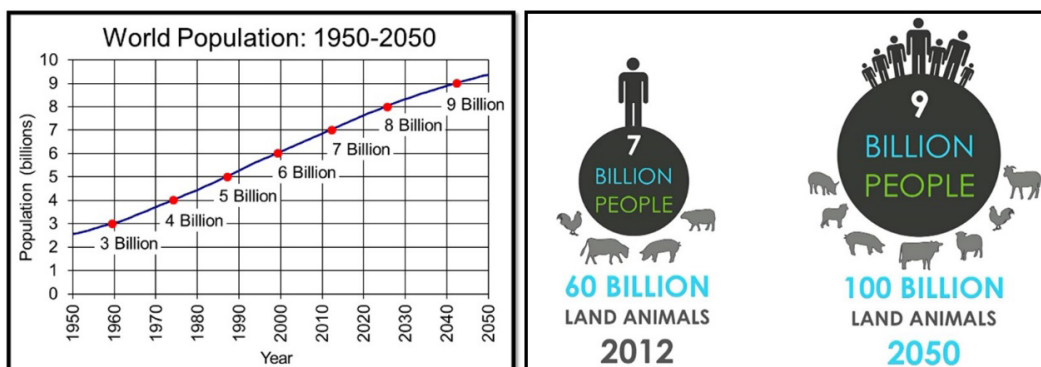 World Population: 1950-2050
Population (billions)
10
9
8
7
6
5
4
3
2
1
0
3 Billion
4 Billion
5 Billion
6 Billion
7 Billion
8 Billion
9 Billion
1950
1960
1970
1980
1990
2000
2010
2020
2030
2040
2050
Year
7
BILLION
PEOPLE
60 BILLION
LAND ANIMALS
2012
9
BILLION
PEOPLE
100 BILLION
LAND ANIMALS
2050